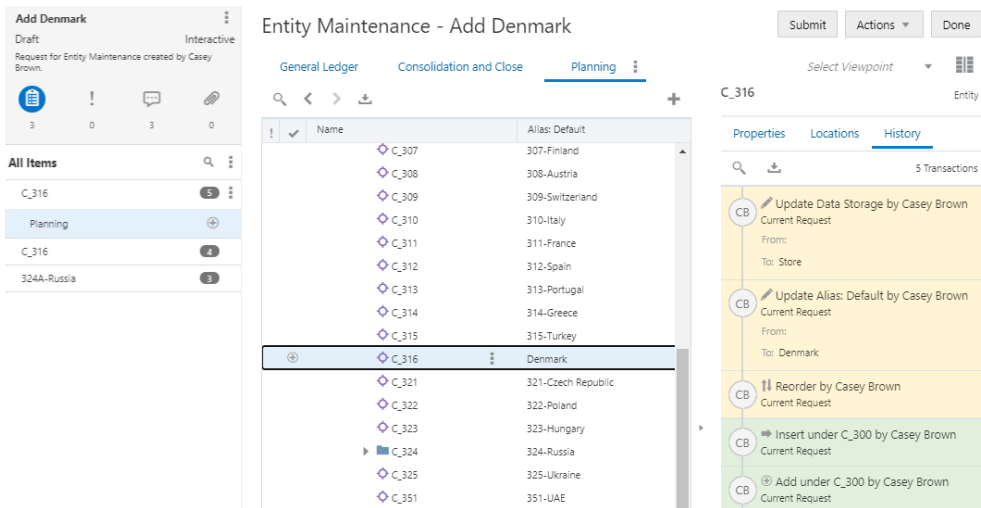 Add Denmark
Draft Interactive
Request for Entity Maintenance created by Casey
Brown.
3 0 3 0
All Items
C_316 5
Planning
C_316 4
324A-Russia 3
Entity Maintenance - Add Denmark
Submit Actions Done
General Ledger Consolidation and Close Planning
Name Alias: Default
C_307 307-Finland
C_308 308-Austria
C_309 309-Switzerland
C_310 310-Italy
C_311 311-France
C_312 312-Spain
C_313 313-Portugal
C_314 314-Greece
C_315 315-Turkey
C_316 Denmark
C_321 321-Czech Republic
C_322 322-Poland
C_323 323-Hungary
C_324 324-Russia
C_325 325-Ukraine
C_351 351-UAE
Select Viewpoint
C_316
Entity
Properties Locations History
5 Transactions
CB Update Data Storage by Casey Brown
Current Request
From:
To: Store
CB Update Alias: Default by Casey Brown
Current Request
From:
To: Denmark
CB Reorder by Casey Brown
Current Request
CB Insert under C_300 by Casey Brown
Current Request
CB Add under C_300 by Casey Brown
Current Request